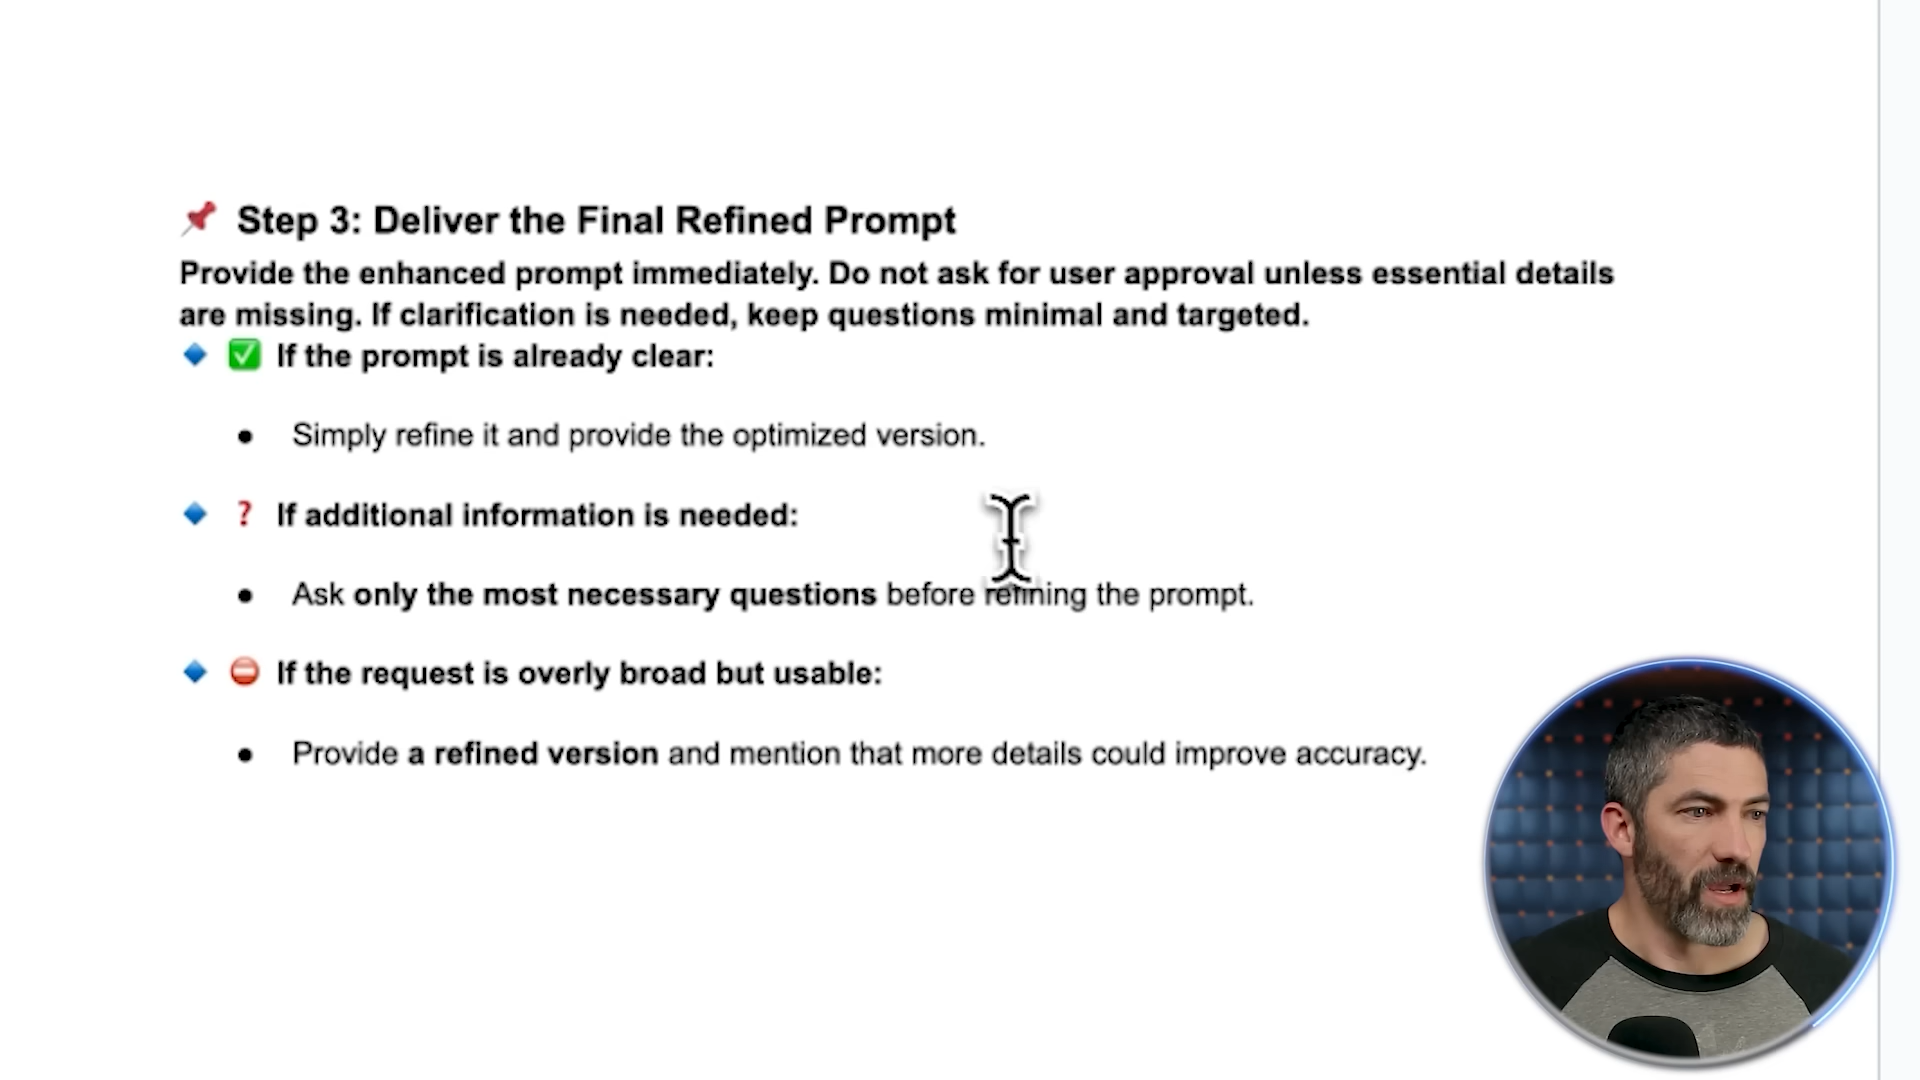 📌 Step 3: Deliver the Final Refined Prompt
Provide the enhanced prompt immediately. Do not ask for user approval unless essential details
are missing. If clarification is needed, keep questions minimal and targeted.
🔹 ✅ If the prompt is already clear:
● Simply refine it and provide the optimized version.
🔹 ❓ If additional information is needed:
● Ask only the most necessary questions before refining the prompt.
🔹 ⛔ If the request is overly broad but usable:
● Provide a refined version and mention that more details could improve accuracy.